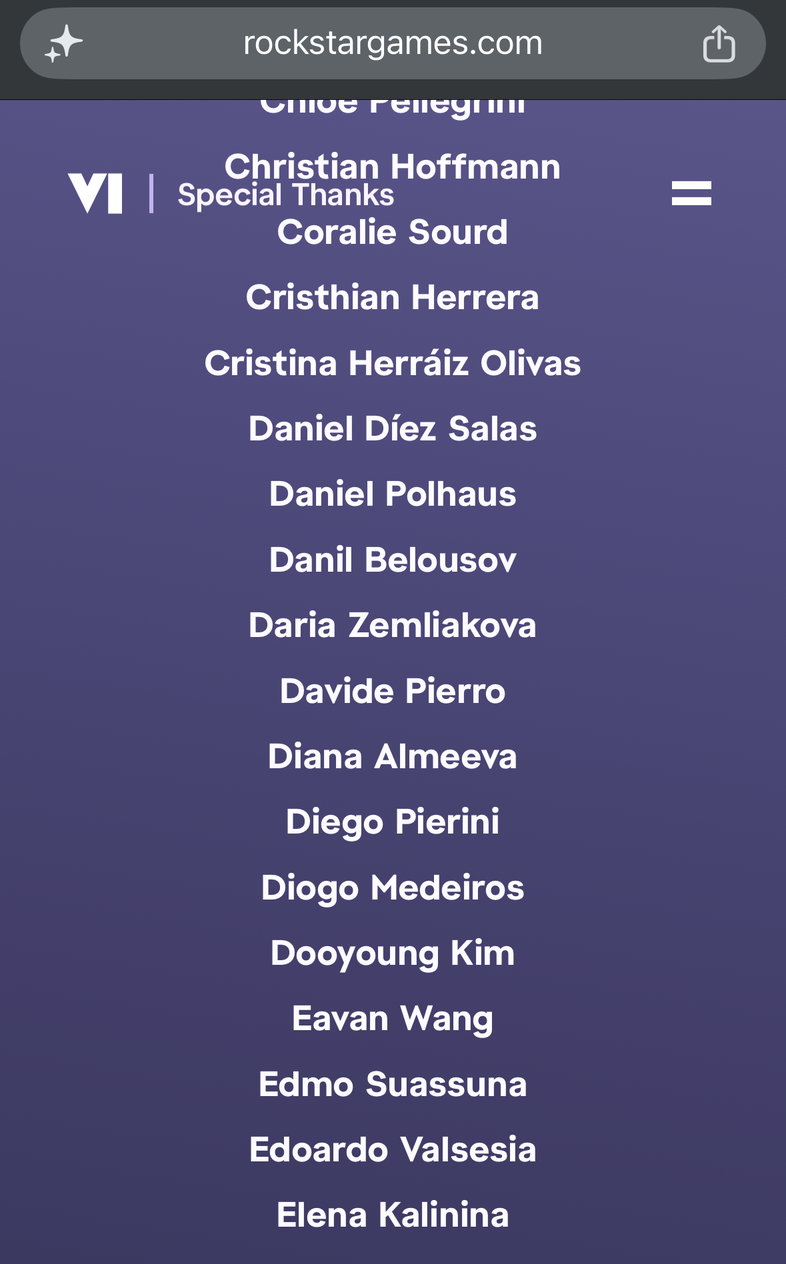 rockstargames.com
Chloé Pellegrini
Christian Hoffmann
VI | Special Thanks
Coralie Sourd
Cristhian Herrera
Cristina Herráiz Olivas
Daniel Díez Salas
Daniel Polhaus
Danil Belousov
Daria Zemliakova
Davide Pierro
Diana Almeeva
Diego Pierini
Diogo Medeiros
Dooyoung Kim
Eavan Wang
Edmo Suassuna
Edoardo Valsesia
Elena Kalinina